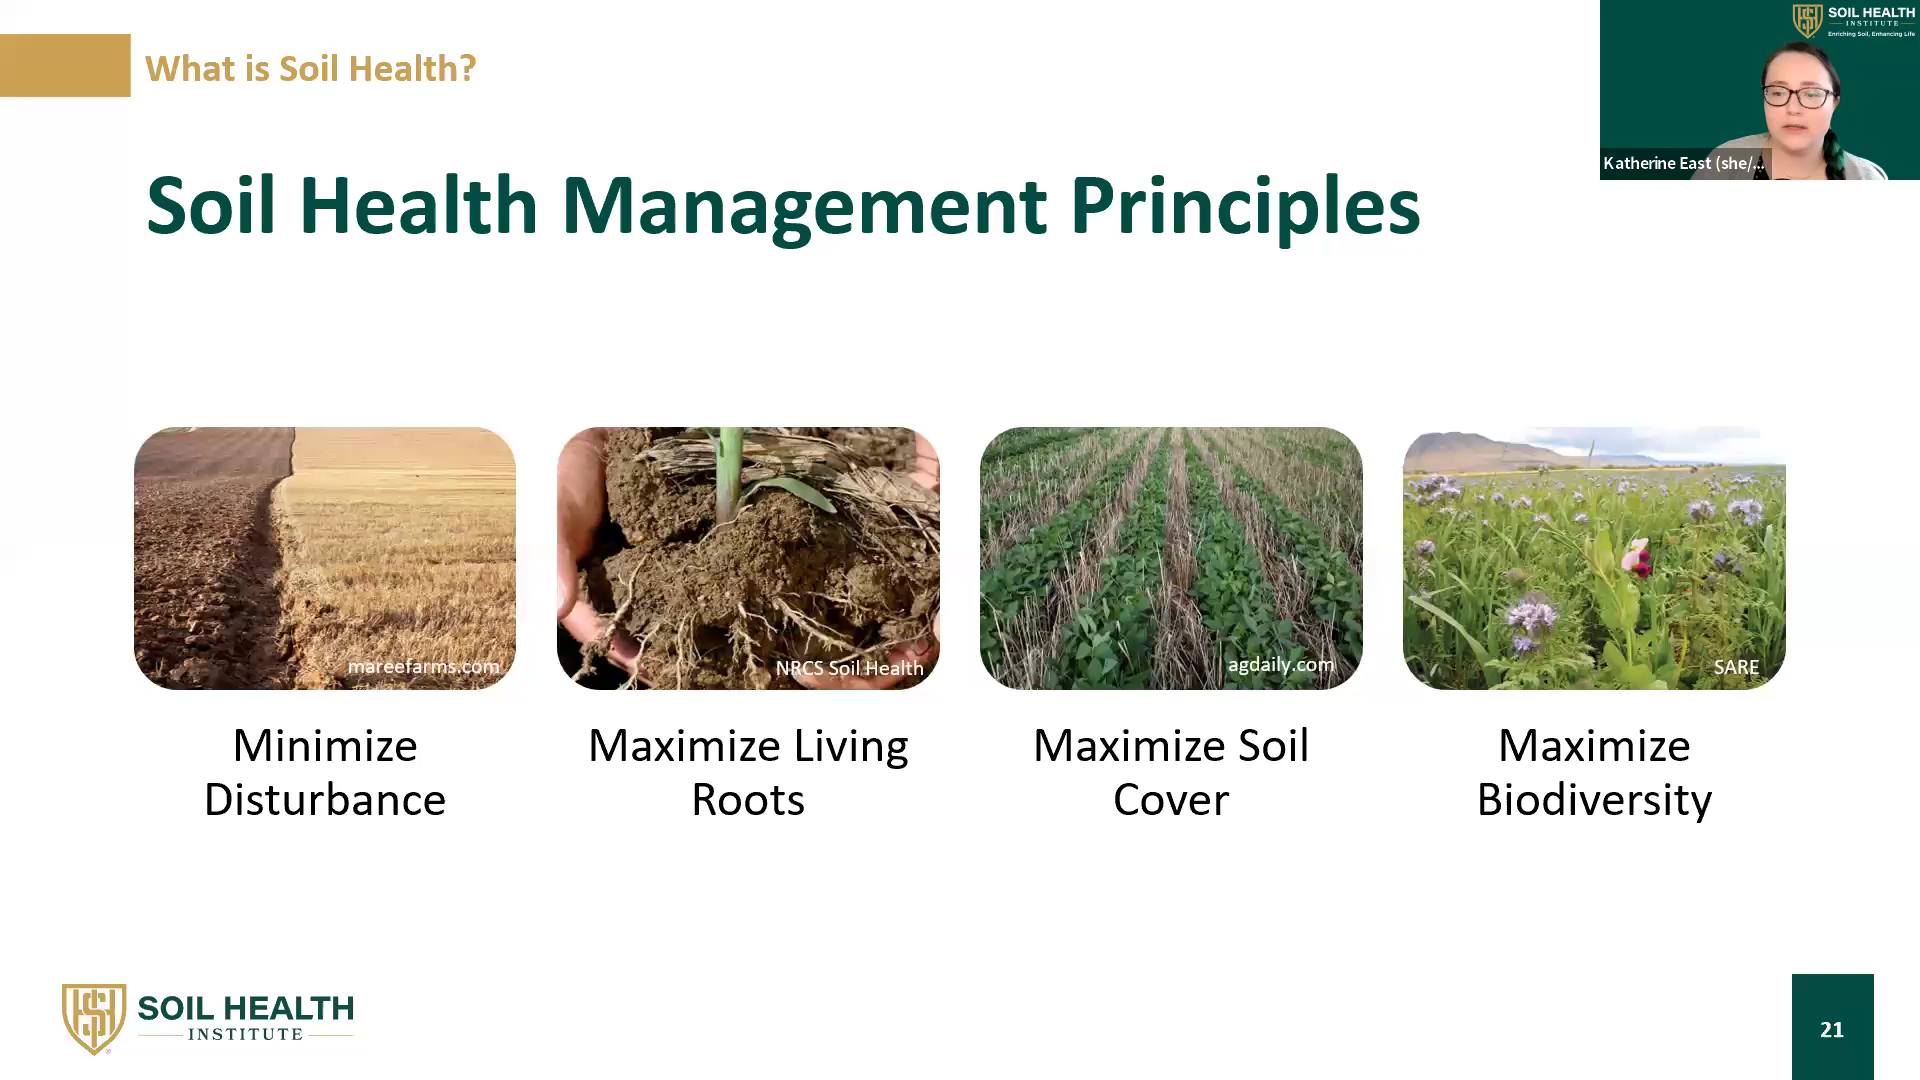 What is Soil Health?
SOIL HEALTH
INSTITUTE
Enriching Soil, Enhancing Life
Katherine East (she/...
Soil Health Management Principles
mareefarms.com
NRCS Soil Health
agdaily.com
SARE
Minimize
Disturbance
Maximize Living
Roots
Maximize Soil
Cover
Maximize
Biodiversity
SOIL HEALTH
INSTITUTE
21